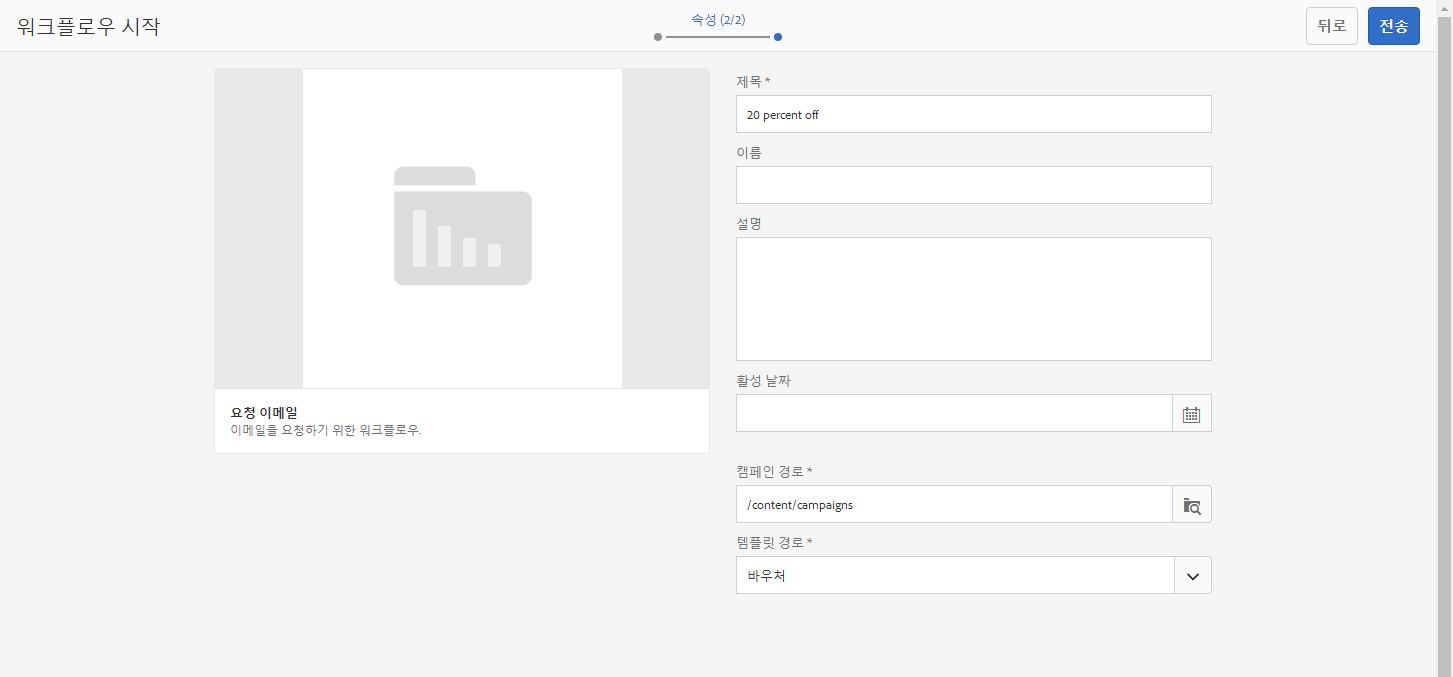 워크플로우 시작
속성 (2/2)
뒤로
전송
요청 이메일
이메일을 요청하기 위한 워크플로우.
제목 *
20 percent off
이름
설명
활성 날짜
캠페인 경로 *
/content/campaigns
템플릿 경로 *
바우처